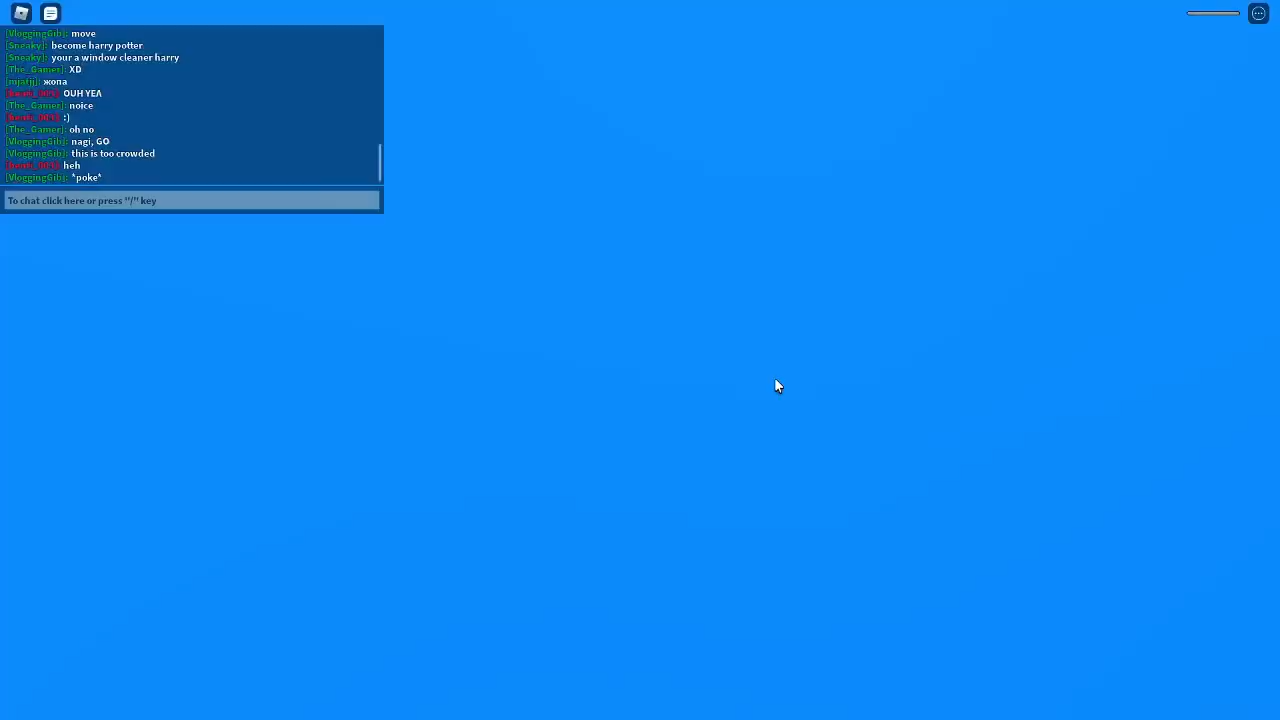 [VloggingGib]: move
[Sneaky]: become harry potter
[Sneaky]: your a window cleaner harry
[The_Gamer]: XD
[mjatjj]: жопа
OUH YEA
[The_Gamer]: noice
:)
[The_Gamer]: oh no
[VloggingGib]: nagi, GO
[VloggingGib]: this is too crowded
heh
[VloggingGib]: *poke*
To chat click here or press "/" key